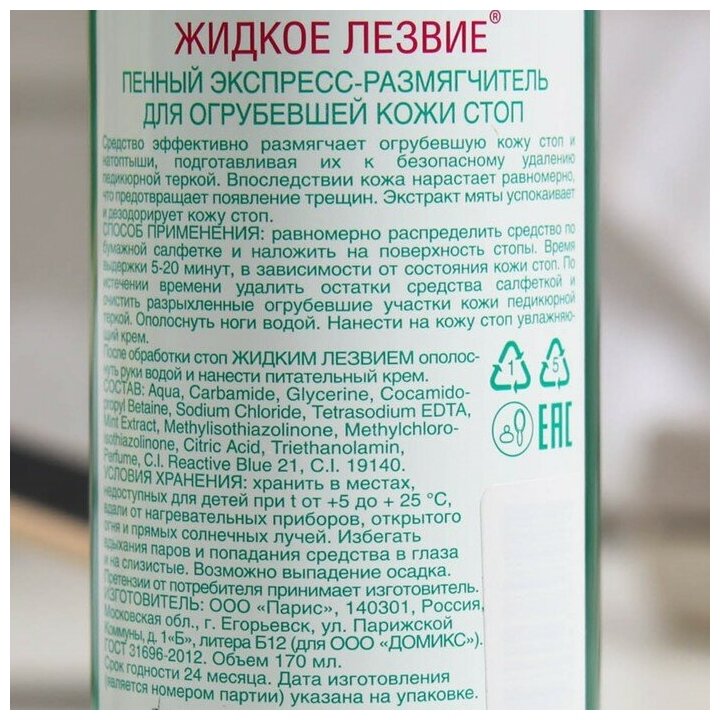 ЖИДКОЕ ЛЕЗВИЕ®
ПЕННЫЙ ЭКСПРЕСС-РАЗМЯГЧИТЕЛЬ
ДЛЯ ОГРУБЕВШЕЙ КОЖИ СТОП
Средство эффективно размягчает огрубевшую кожу стоп и
натоптыши, подготавливая их к безопасному удалению
педикюрной теркой. Впоследствии кожа нарастает равномерно,
что предотвращает появление трещин. Экстракт мяты успокаивает
и дезодорирует кожу стоп.
СПОСОБ ПРИМЕНЕНИЯ: равномерно распределить средство по
бумажной салфетке и наложить на поверхность стопы. Время
выдержки 5-20 минут, в зависимости от состояния кожи стоп. По
истечении времени удалить остатки средства салфеткой и
очистить разрыхленные огрубевшие участки кожи педикюрной
теркой. Ополоснуть ноги водой. Нанести на кожу стоп увлажняю-
щий крем.
После обработки стоп ЖИДКИМ ЛЕЗВИЕМ ополос-
нуть руки водой и нанести питательный крем.
СОСТАВ: Aqua, Carbamide, Glycerine, Cocamido-
propyl Betaine, Sodium Chloride, Tetrasodium EDTA,
Mint Extract, Methylisothiazolinone, Methylchloro-
isothiazolinone, Citric Acid, Triethanolamin,
Perfume, C.I. Reactive Blue 21, C.I. 19140.
УСЛОВИЯ ХРАНЕНИЯ: хранить в местах,
недоступных для детей при t от +5 до + 25 °C,
вдали от нагревательных приборов, открытого
огня и прямых солнечных лучей. Избегать
вдыхания паров и попадания средства в глаза
и на слизистые. Возможно выпадение осадка.
Претензии от потребителя принимает изготовитель.
ИЗГОТОВИТЕЛЬ: ООО «Парис», 140301, Россия,
Московская обл., г. Егорьевск, ул. Парижской
Коммуны, д. 1«Б», литера Б12 (для ООО «ДОМИКС»).
ГОСТ 31696-2012. Объем 170 мл.
Срок годности 24 месяца. Дата изготовления
(является номером партии) указана на упаковке.
1
5
EAC